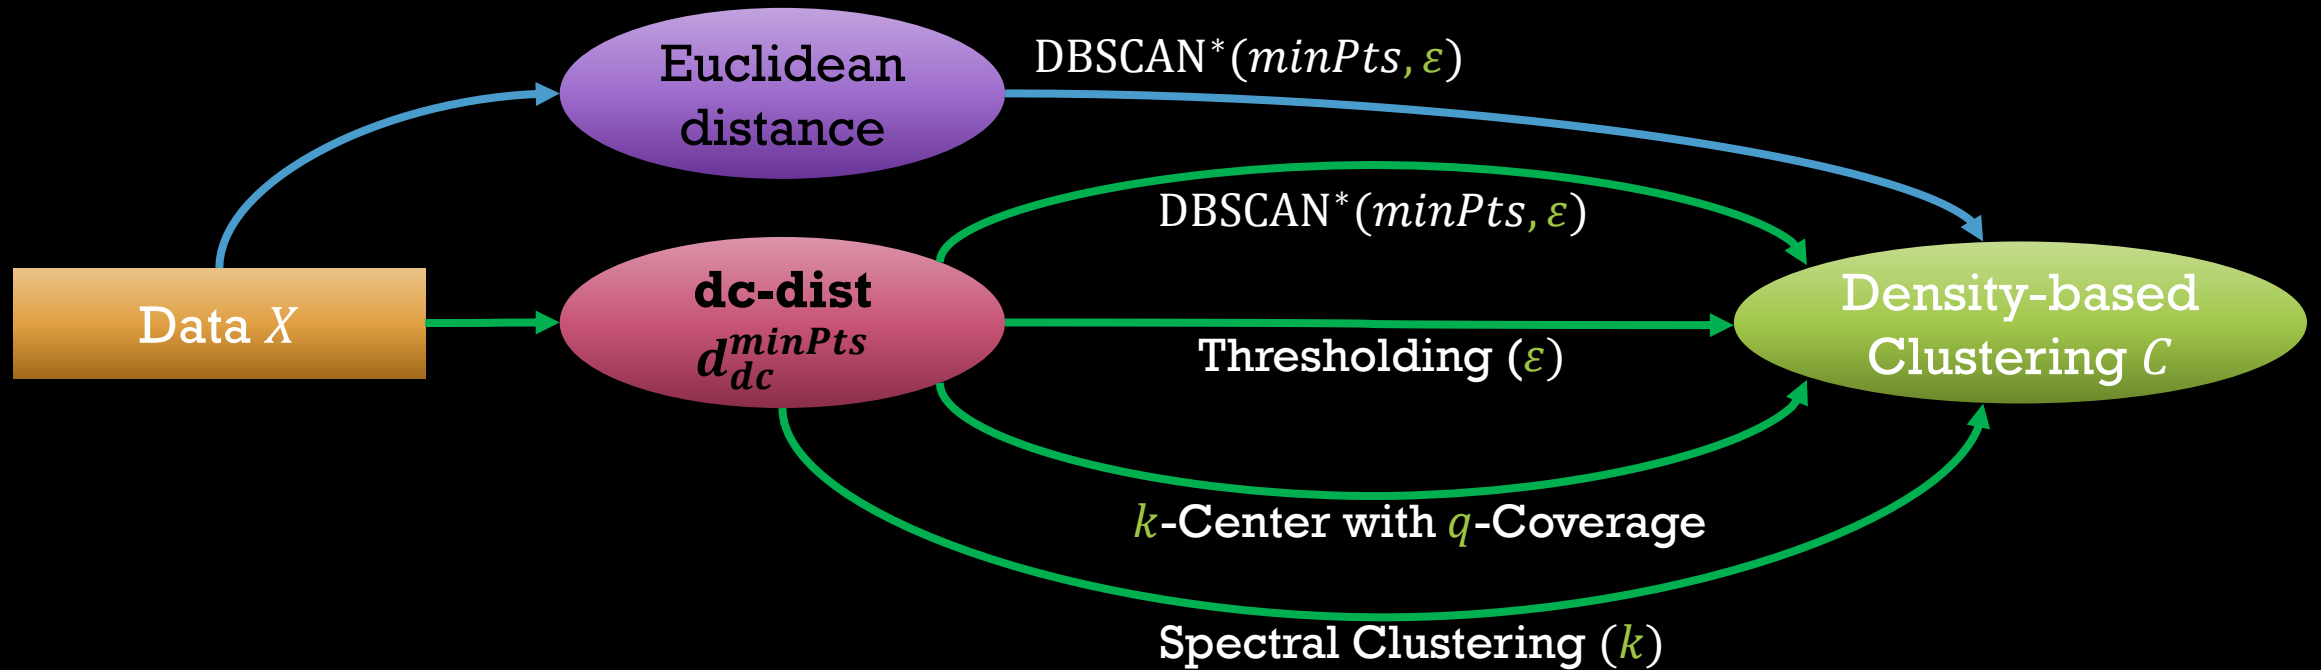 Euclidean
distance
DBSCAN*(minPts, ε)
DBSCAN*(minPts, ε)
Data X
dc-dist
d_{dc}^{minPts}
Thresholding (ε)
Density-based
Clustering C
k-Center with q-Coverage
Spectral Clustering (k)